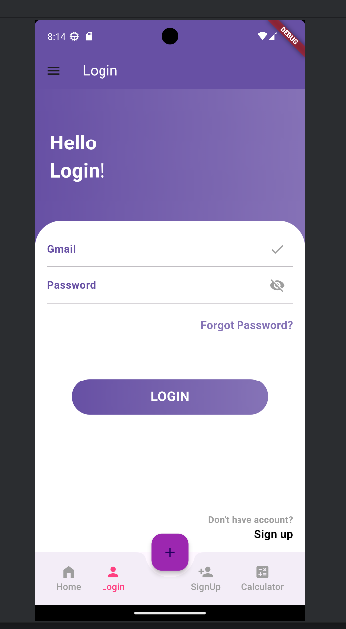 8:14
DEBUG
Login
Hello
Login!
Gmail
Password
Forgot Password?
LOGIN
Don't have account?
Sign up
Home
Login
SignUp
Calculator